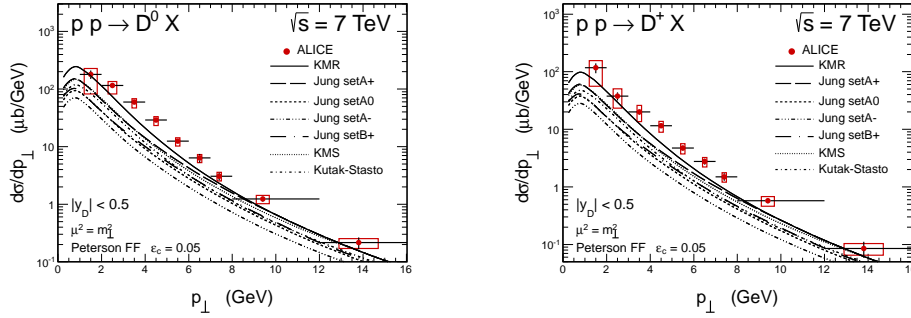 p p → D⁰ X √s = 7 TeV
dσ/dp⊥ (μb/GeV)
ALICE
KMR
Jung setA+
Jung setA0
Jung setA-
Jung setB+
KMS
Kutak-Stasto
|y_D| < 0.5
μ² = m²⊥
Peterson FF ε_c = 0.05
10³
10²
10
1
10⁻¹
0 2 4 6 8 10 12 14 16
p⊥ (GeV)
p p → D⁺ X √s = 7 TeV
dσ/dp⊥ (μb/GeV)
ALICE
KMR
Jung setA+
Jung setA0
Jung setA-
Jung setB+
KMS
Kutak-Stasto
|y_D| < 0.5
μ² = m²⊥
Peterson FF ε_c = 0.05
10³
10²
10
1
10⁻¹
0 2 4 6 8 10 12 14 16
p⊥ (GeV)